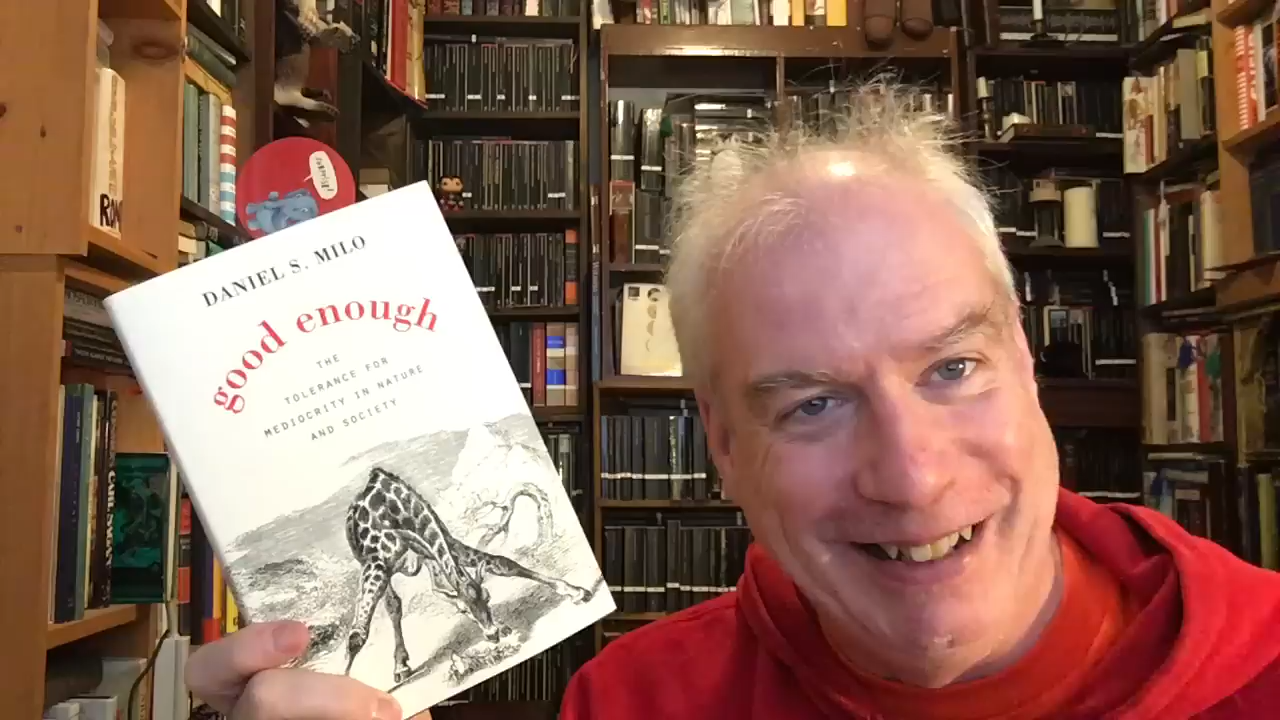 DANIEL S. MILO
good enough
THE
TOLERANCE FOR
MEDIOCRITY IN NATURE
AND SOCIETY